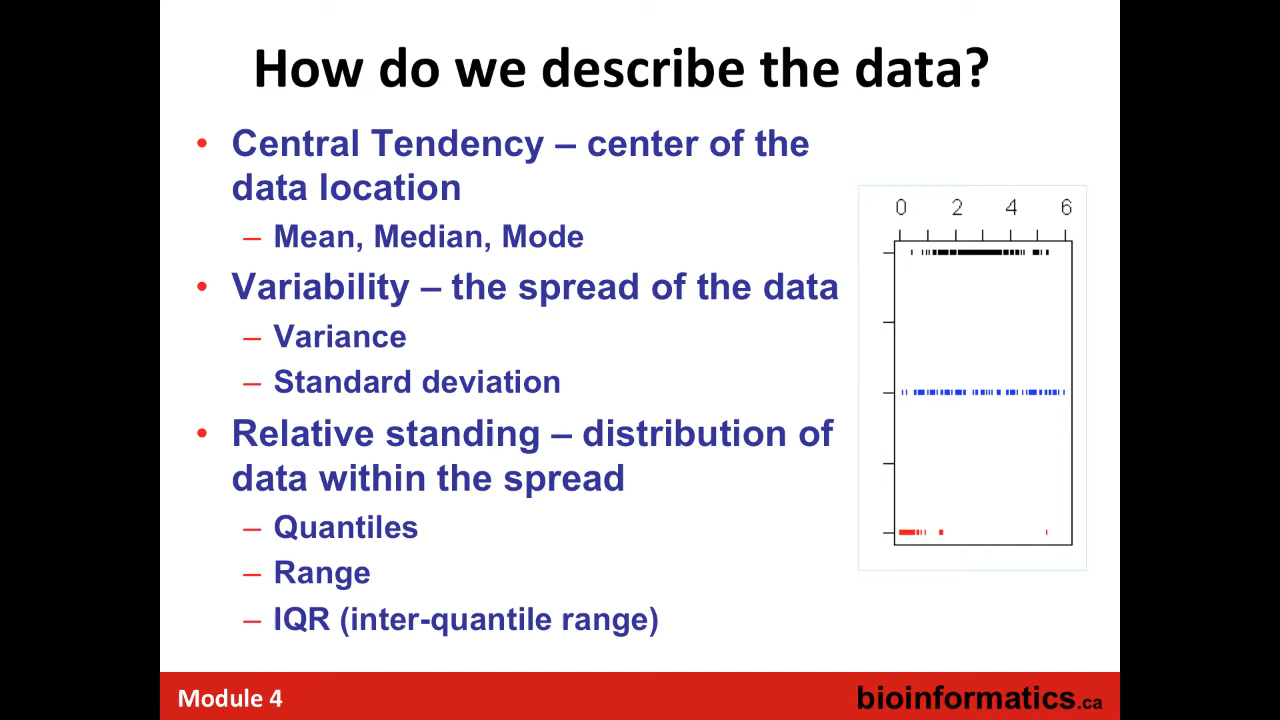 How do we describe the data?
• Central Tendency – center of the
data location
– Mean, Median, Mode
• Variability – the spread of the data
– Variance
– Standard deviation
• Relative standing – distribution of
data within the spread
– Quantiles
– Range
– IQR (inter-quantile range)
0 2 4 6
Module 4
bioinformatics.ca